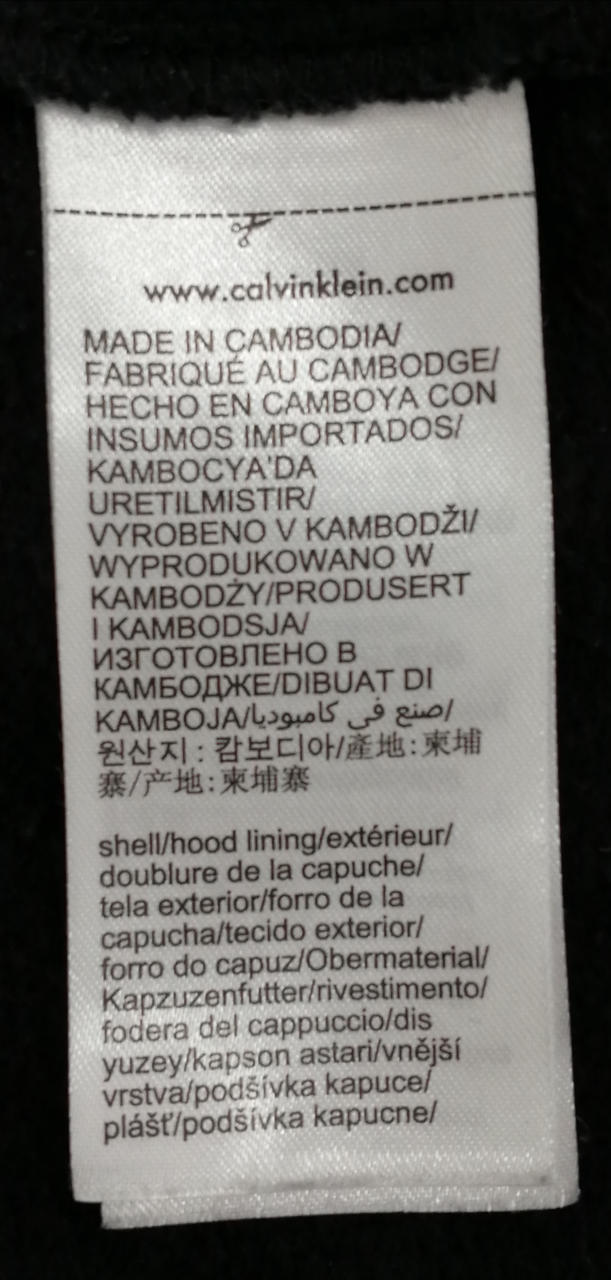 www.calvinklein.com
MADE IN CAMBODIA/
FABRIQUÉ AU CAMBODGE/
HECHO EN CAMBOYA CON
INSUMOS IMPORTADOS/
KAMBOCYA'DA
URETILMISTIR/
VYROBENO V KAMBODŽI/
WYPRODUKOWANO W
KAMBODŻY/PRODUSERT
I KAMBODSJA/
ИЗГОТОВЛЕНО В
КАМБОДЖЕ/DIBUAT DI
KAMBOJA/صنع في كامبوديا/
원산지 : 캄보디아/產地:柬埔
寨/产地:柬埔寨
shell/hood lining/extérieur/
doublure de la capuche/
tela exterior/forro de la
capucha/tecido exterior/
forro do capuz/Obermaterial/
Kapzuzenfutter/rivestimento/
fodera del cappuccio/dis
yuzey/kapson astari/vnější
vrstva/podšívka kapuce/
plášť/podšívka kapucne/